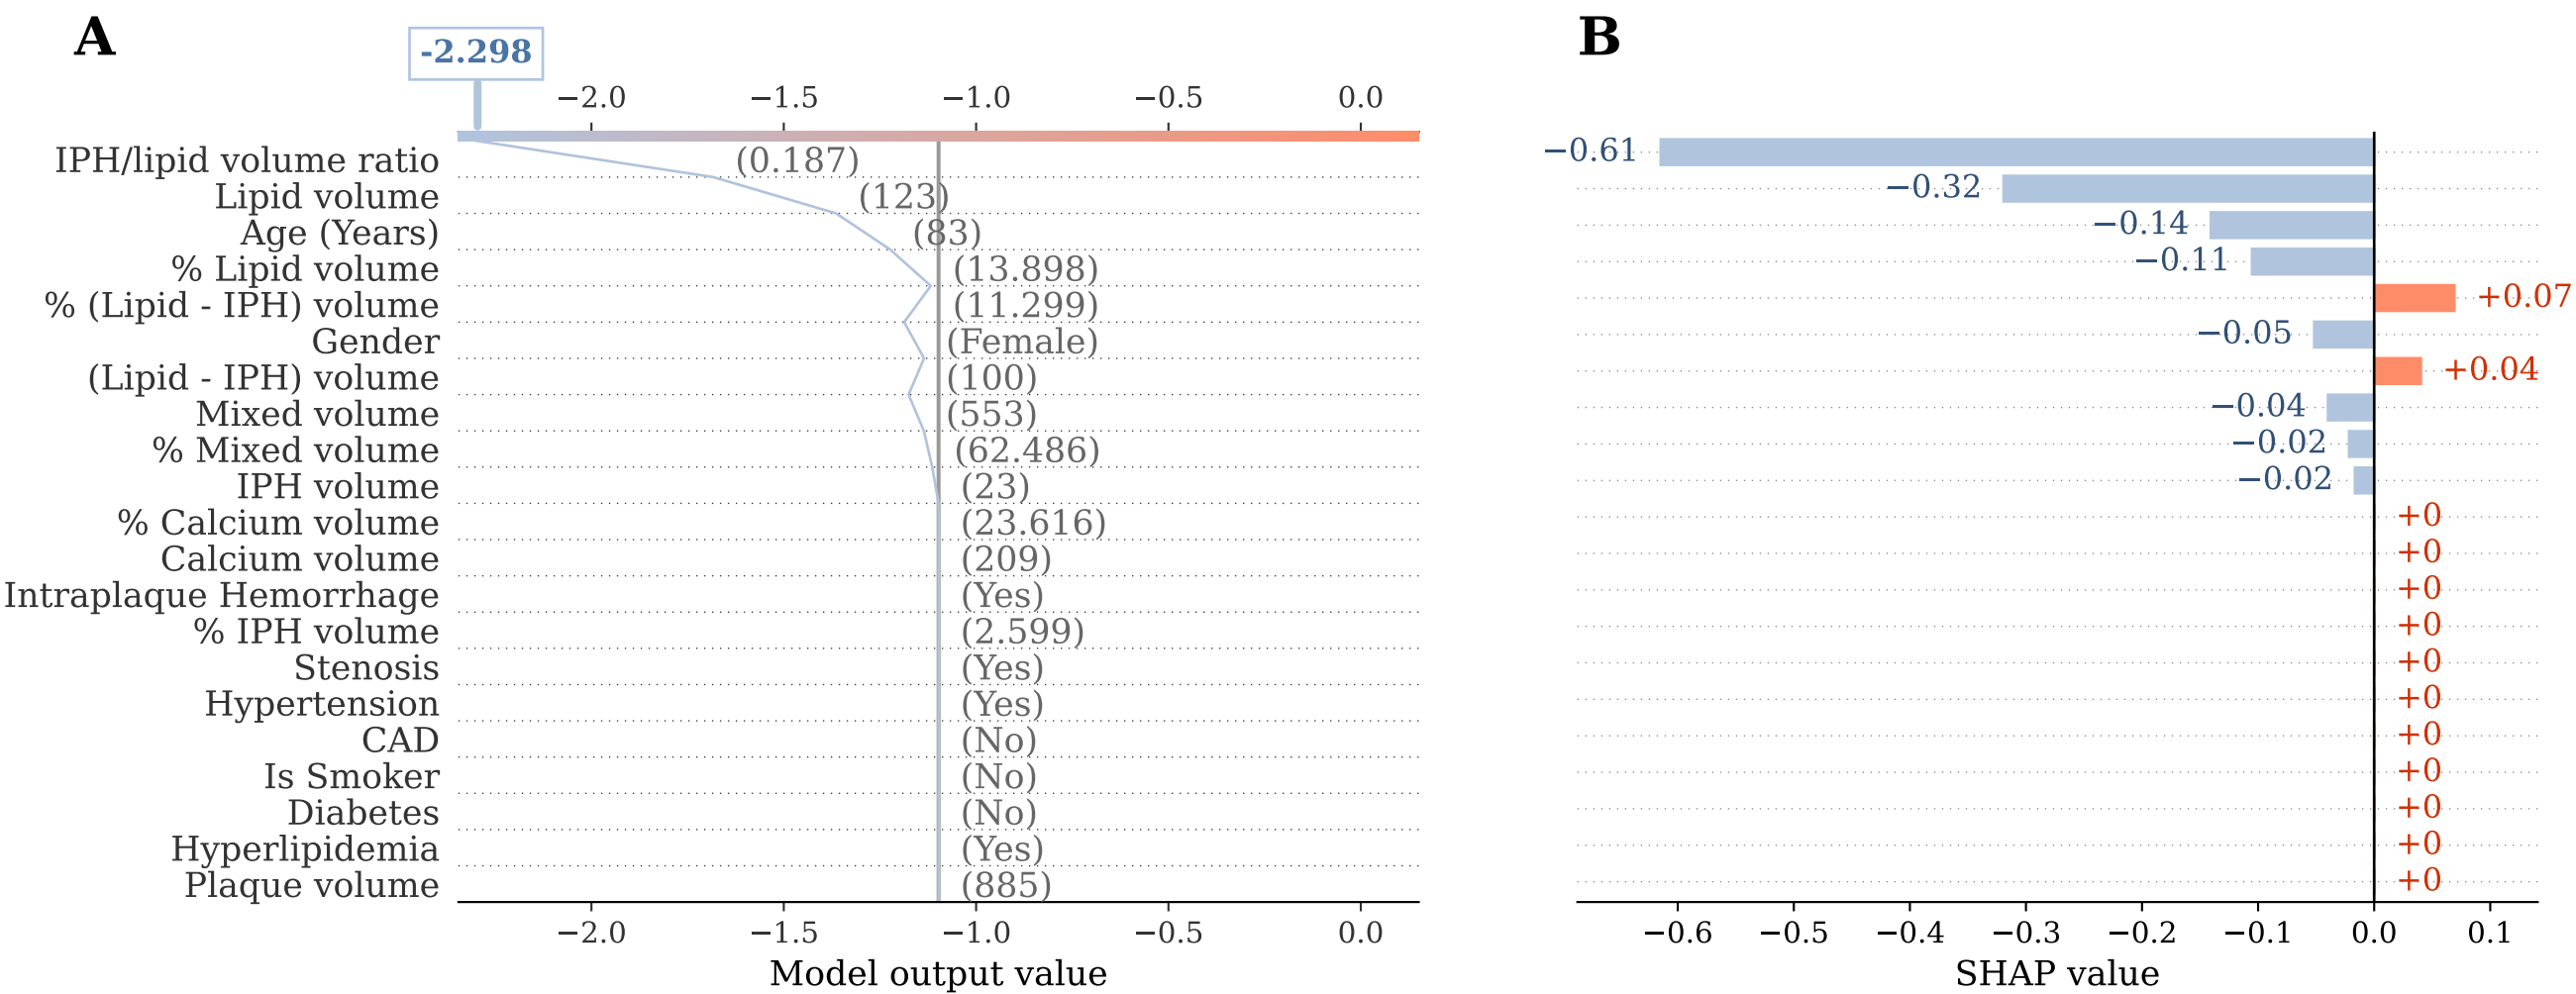 A
-2.298
−2.0 −1.5 −1.0 −0.5 0.0
IPH/lipid volume ratio (0.187)
Lipid volume (123)
Age (Years) (83)
% Lipid volume (13.898)
% (Lipid - IPH) volume (11.299)
Gender (Female)
(Lipid - IPH) volume (100)
Mixed volume (553)
% Mixed volume (62.486)
IPH volume (23)
% Calcium volume (23.616)
Calcium volume (209)
Intraplaque Hemorrhage (Yes)
% IPH volume (2.599)
Stenosis (Yes)
Hypertension (Yes)
CAD (No)
Is Smoker (No)
Diabetes (No)
Hyperlipidemia (Yes)
Plaque volume (885)
−2.0 −1.5 −1.0 −0.5 0.0
Model output value
B
−0.61
−0.32
−0.14
−0.11
+0.07
−0.05
+0.04
−0.04
−0.02
−0.02
+0
+0
+0
+0
+0
+0
+0
+0
+0
+0
+0
−0.6 −0.5 −0.4 −0.3 −0.2 −0.1 0.0 0.1
SHAP value